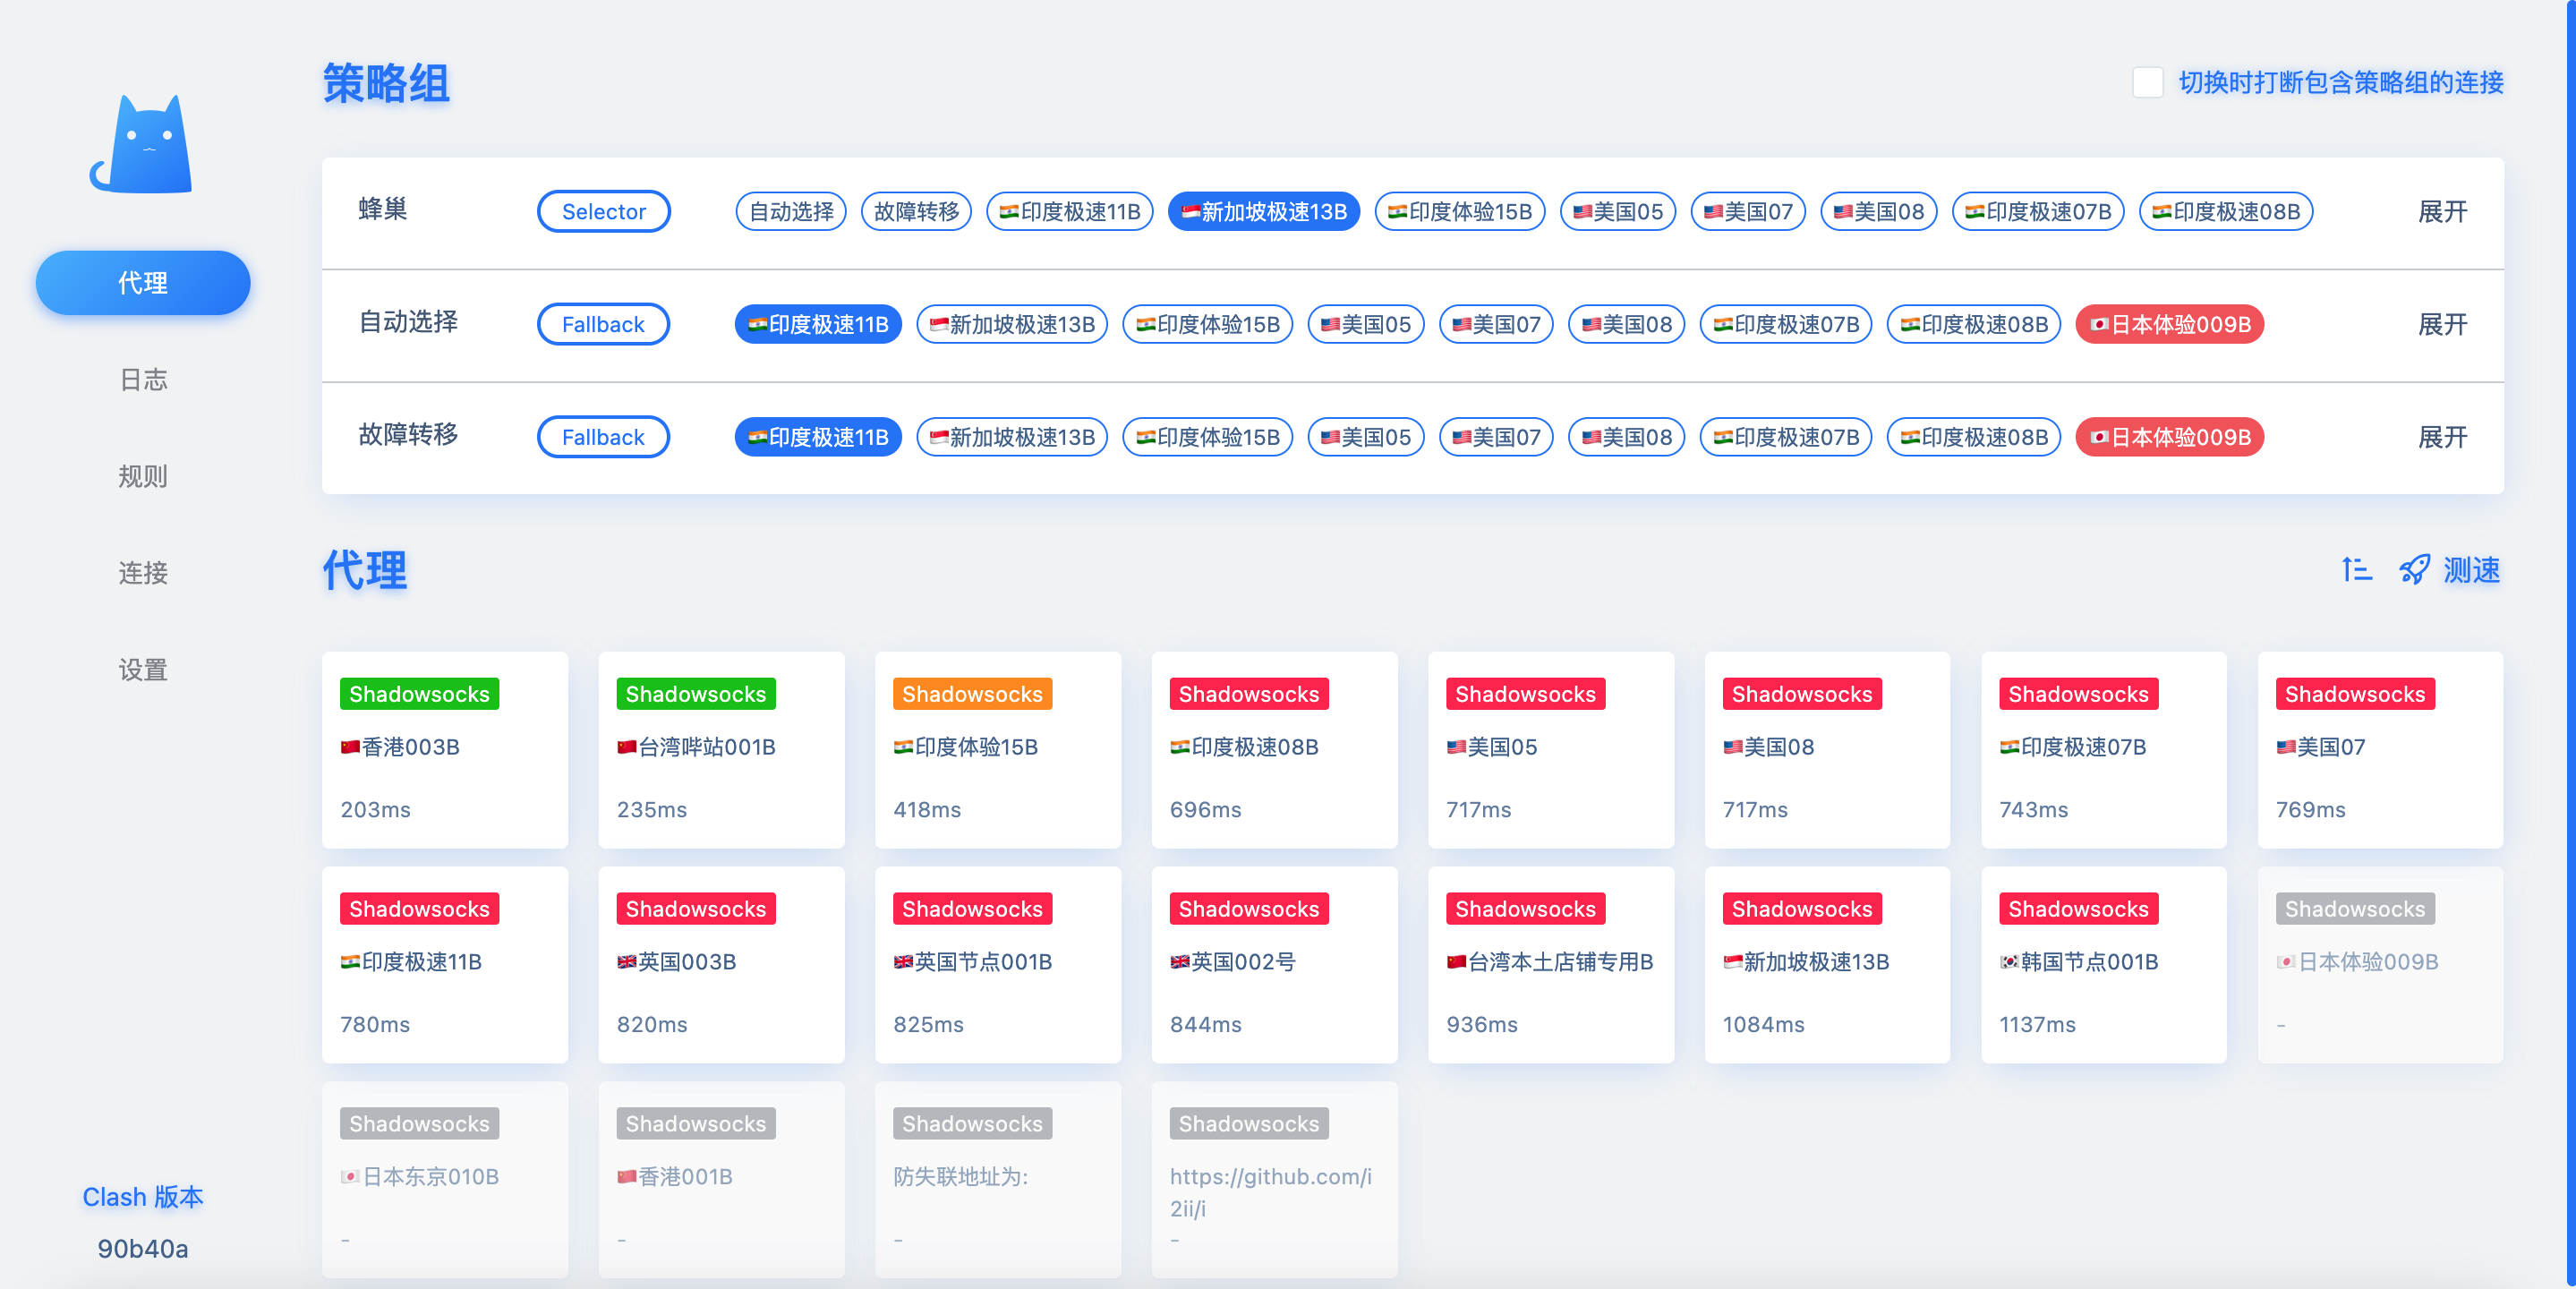 策略组
切换时打断包含策略组的连接
代理
日志
规则
连接
设置
Clash 版本
90b40a
蜂巢 Selector 自动选择 故障转移 🇮🇳印度极速11B 🇸🇬新加坡极速13B 🇮🇳印度体验15B 🇺🇸美国05 🇺🇸美国07 🇺🇸美国08 🇮🇳印度极速07B 🇮🇳印度极速08B 展开
自动选择 Fallback 🇮🇳印度极速11B 🇸🇬新加坡极速13B 🇮🇳印度体验15B 🇺🇸美国05 🇺🇸美国07 🇺🇸美国08 🇮🇳印度极速07B 🇮🇳印度极速08B 🇯🇵日本体验009B 展开
故障转移 Fallback 🇮🇳印度极速11B 🇸🇬新加坡极速13B 🇮🇳印度体验15B 🇺🇸美国05 🇺🇸美国07 🇺🇸美国08 🇮🇳印度极速07B 🇮🇳印度极速08B 🇯🇵日本体验009B 展开
代理
测速
Shadowsocks
🇨🇳香港003B
203ms
Shadowsocks
🇨🇳台湾哔站001B
235ms
Shadowsocks
🇮🇳印度体验15B
418ms
Shadowsocks
🇮🇳印度极速08B
696ms
Shadowsocks
🇺🇸美国05
717ms
Shadowsocks
🇺🇸美国08
717ms
Shadowsocks
🇮🇳印度极速07B
743ms
Shadowsocks
🇺🇸美国07
769ms
Shadowsocks
🇮🇳印度极速11B
780ms
Shadowsocks
🇬🇧英国003B
820ms
Shadowsocks
🇬🇧英国节点001B
825ms
Shadowsocks
🇬🇧英国002号
844ms
Shadowsocks
🇨🇳台湾本土店铺专用B
936ms
Shadowsocks
🇸🇬新加坡极速13B
1084ms
Shadowsocks
🇰🇷韩国节点001B
1137ms
Shadowsocks
🇯🇵日本体验009B
-
Shadowsocks
🇯🇵日本东京010B
-
Shadowsocks
🇨🇳香港001B
-
Shadowsocks
防失联地址为:
-
Shadowsocks
https://github.com/i
2ii/i
-